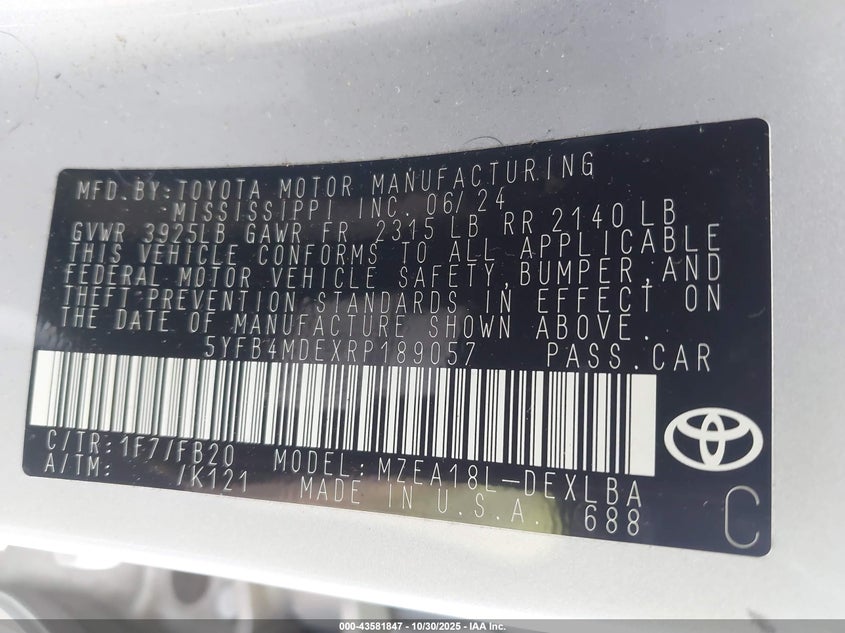 MFD.BY:TOYOTA MOTOR MANUFACTURING
MISSISSIPPI INC. 06/24
GVWR 3925LB GAWR FR 2315 LB RR 2140 LB
THIS VEHICLE CONFORMS TO ALL APPLICABLE
FEDERAL MOTOR VEHICLE SAFETY,BUMPER,AND
THEFT PREVENTION STANDARDS IN EFFECT ON
THE DATE OF MANUFACTURE SHOWN ABOVE.
5YFB4MDEXRP189057 PASS.CAR
C/TR:1F7/FB20 MODEL:MZEA18L-DEXLBA
A/TM: /K121 MADE IN U.S.A. 688
C
000-43581847 - 10/30/2025 - IAA Inc.